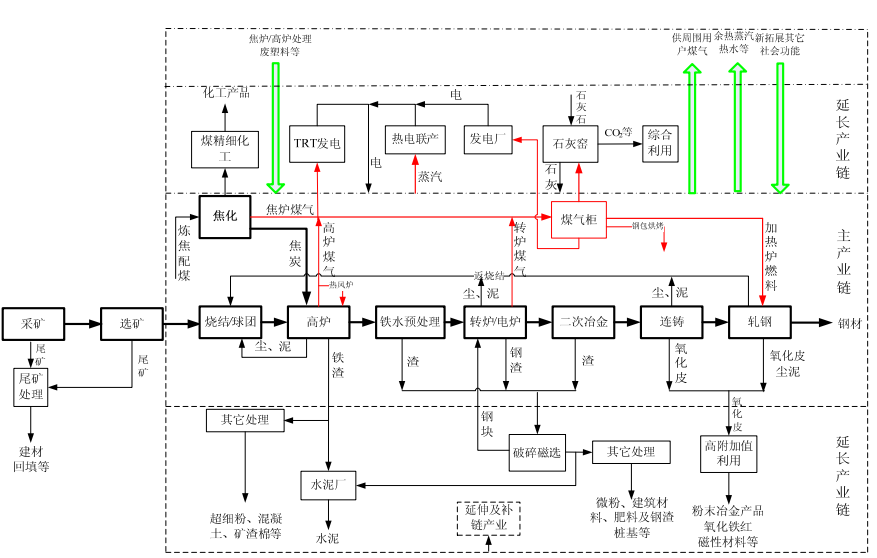 焦炉/高炉处理
废塑料等
供周围用
户煤气
余热蒸汽
热水等
新拓展其它
社会功能
化工产品
电
石灰石
延长产业链
煤精细化
工
TRT发电
热电联产
发电厂
石灰窑
CO2等
综合
利用
电
蒸汽
石灰
炼焦配煤
焦化
焦炉煤气
煤气柜
钢包烘烤
焦炭
高炉煤气
转炉煤气
加热炉燃料
主产业链
返烧结
热风炉
尘、泥
尘、泥
采矿
选矿
烧结/球团
高炉
铁水预处理
转炉/电炉
二次冶金
连铸
轧钢
钢材
尾矿
尾矿
尘、泥
铁渣
渣
钢渣
渣
氧化皮
氧化皮
尘泥
尾矿
处理
氧化皮
其它处理
钢块
破碎磁选
其它处理
高附加值
利用
延长产业链
建材
回填等
水泥厂
超细粉、混凝
土、矿渣棉等
水泥
延伸及补
链产业
微粉、建筑材
料、肥料及钢渣
桩基等
粉末冶金产品
氧化铁红
磁性材料等